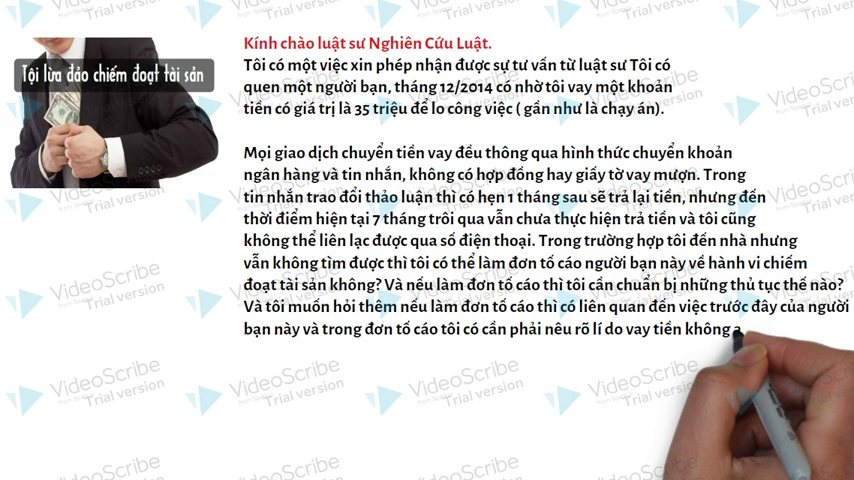 Tội lừa đảo chiếm đoạt tài sản
Kính chào luật sư Nghiên Cứu Luật.
Tôi có một việc xin phép nhận được sự tư vấn từ luật sư Tôi có
quen một người bạn, tháng 12/2014 có nhờ tôi vay một khoản
tiền có giá trị là 35 triệu để lo công việc ( gần như là chạy án).
Mọi giao dịch chuyển tiền vay đều thông qua hình thức chuyển khoản
ngân hàng và tin nhắn, không có hợp đồng hay giấy tờ vay mượn. Trong
tin nhắn trao đổi thảo luận thì có hẹn 1 tháng sau sẽ trả lại tiền, nhưng đến
thời điểm hiện tại 7 tháng trôi qua vẫn chưa thực hiện trả tiền và tôi cũng
không thể liên lạc được qua số điện thoại. Trong trường hợp tôi đến nhà nhưng
vẫn không tìm được thì tôi có thể làm đơn tố cáo người bạn này về hành vi chiếm
đoạt tài sản không? Và nếu làm đơn tố cáo thì tôi cần chuẩn bị những thủ tục thế nào?
Và tôi muốn hỏi thêm nếu làm đơn tố cáo thì có liên quan đến việc trước đây của người
bạn này và trong đơn tố cáo tôi có cần phải nêu rõ lí do vay tiền không
VideoScribe
Trial version